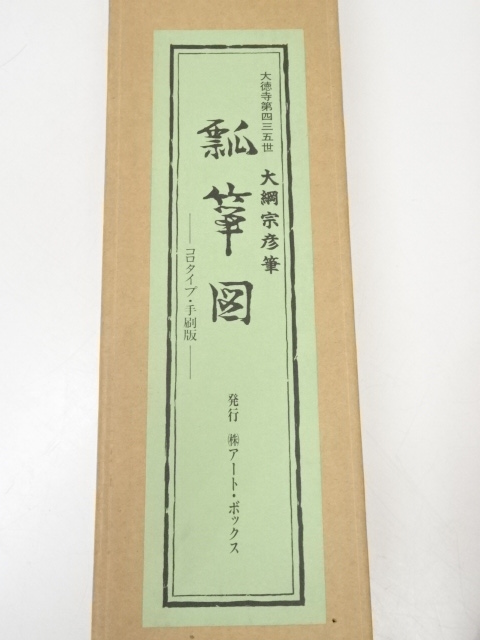 大徳寺第四三五世
大綱宗彦筆
瓢箪図
コロタイプ・手刷版
発行 ㈱アート・ボックス